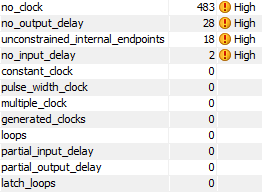 no_clock 483 High
no_output_delay 28 High
unconstrained_internal_endpoints 18 High
no_input_delay 2 High
constant_clock 0
pulse_width_clock 0
multiple_clock 0
generated_clocks 0
loops 0
partial_input_delay 0
partial_output_delay 0
latch_loops 0